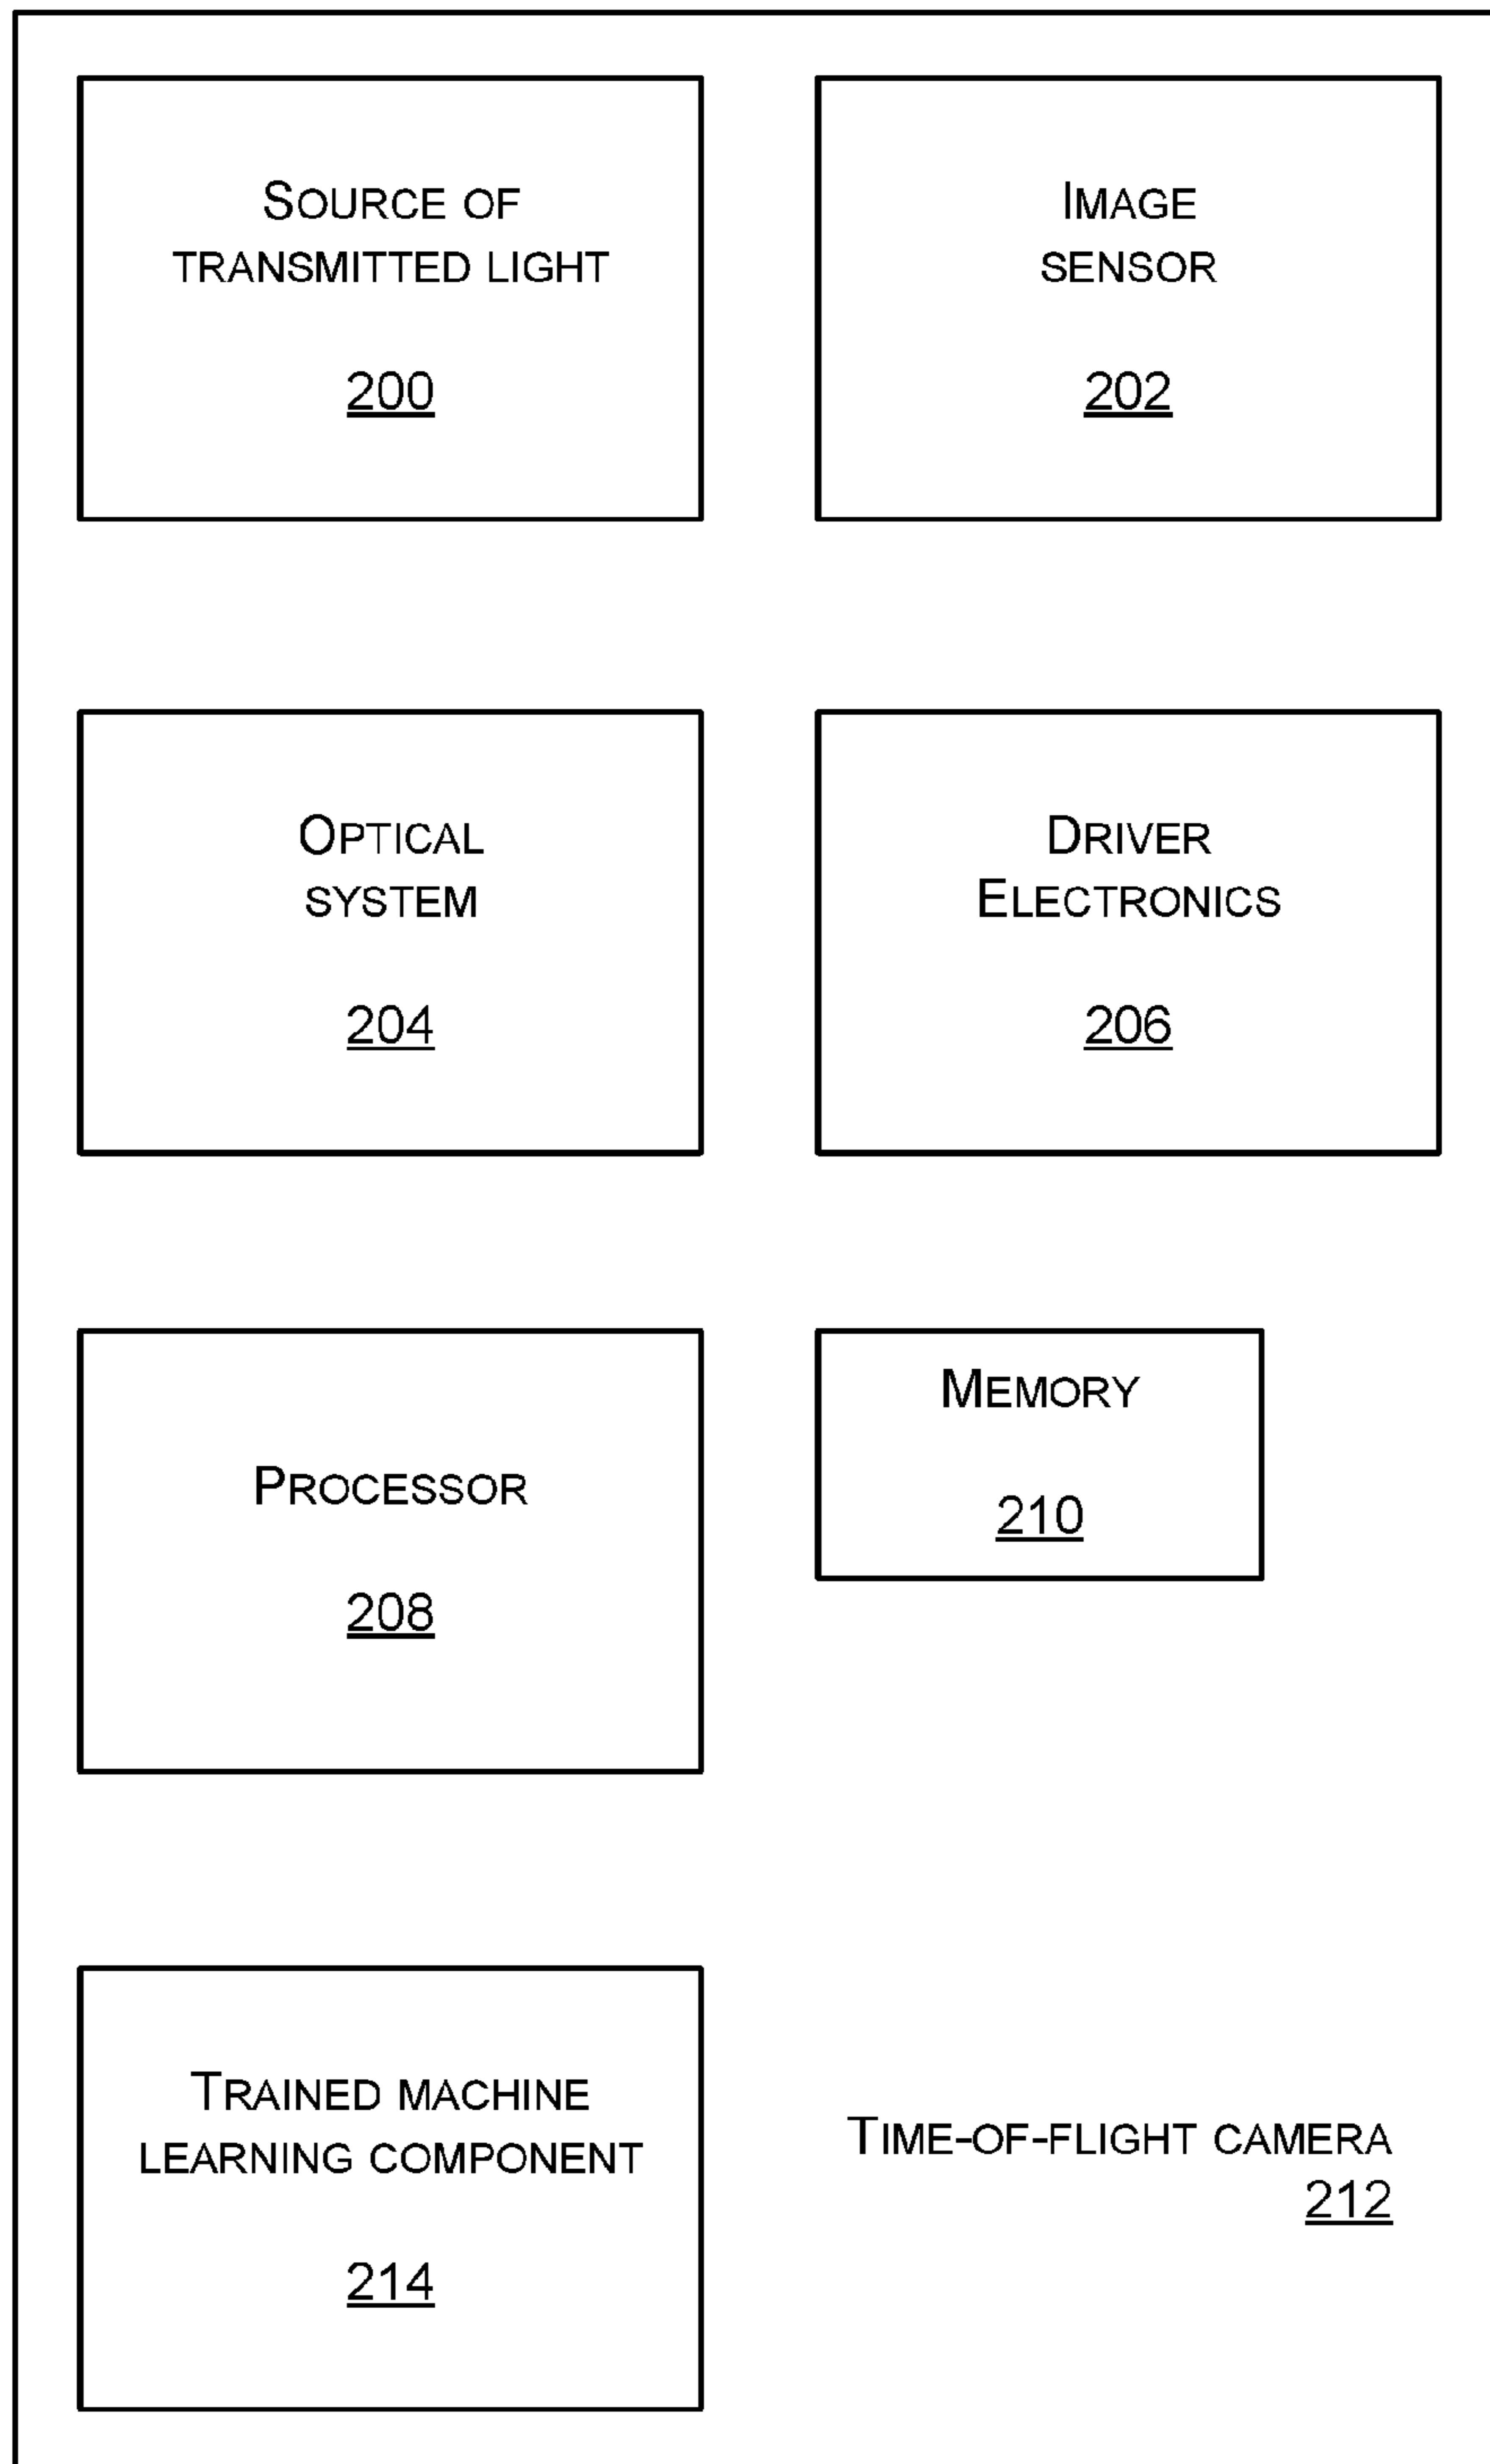 SOURCE OF
TRANSMITTED LIGHT
200
IMAGE
SENSOR
202
OPTICAL
SYSTEM
204
DRIVER
ELECTRONICS
206
PROCESSOR
208
MEMORY
210
TRAINED MACHINE
LEARNING COMPONENT
214
TIME-OF-FLIGHT CAMERA
212